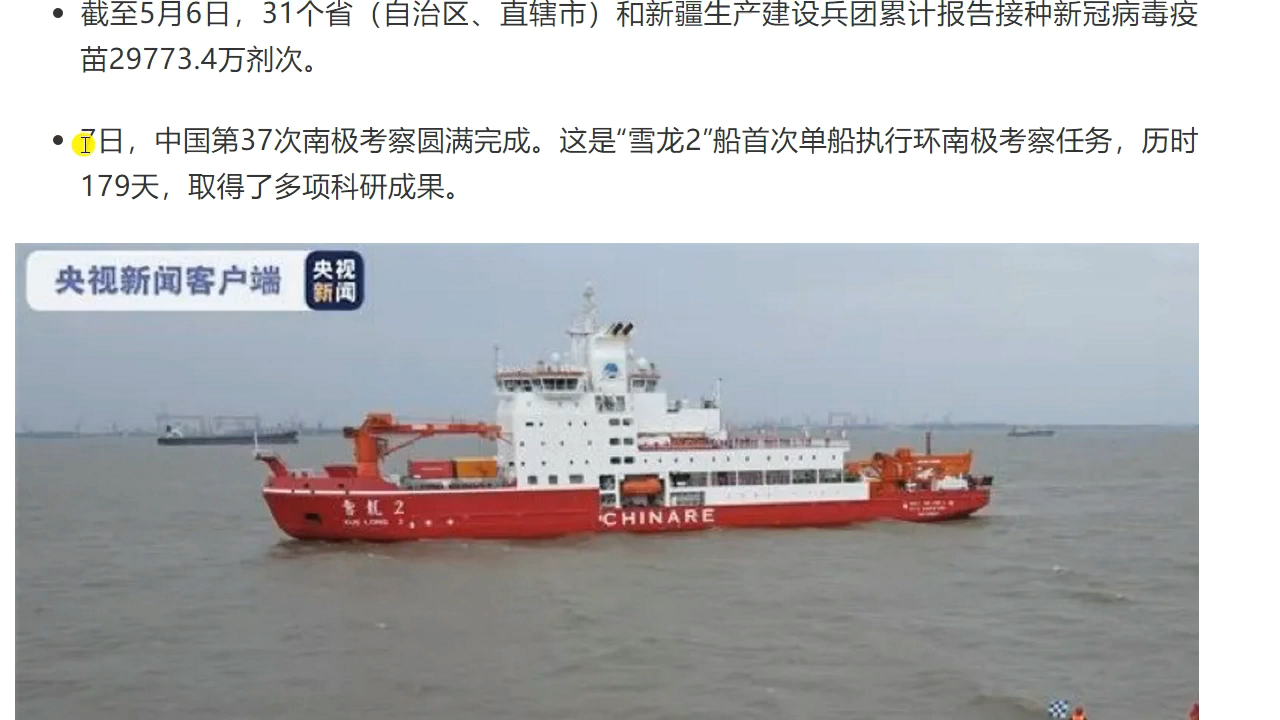 截至5月6日，31个省（自治区、直辖市）和新疆生产建设兵团累计报告接种新冠病毒疫
苗29773.4万剂次。
7日，中国第37次南极考察圆满完成。这是“雪龙2”船首次单船执行环南极考察任务，历时
179天，取得了多项科研成果。
央视新闻客户端
央视
新闻
雪龙2
XUE LONG 2
CHINARE